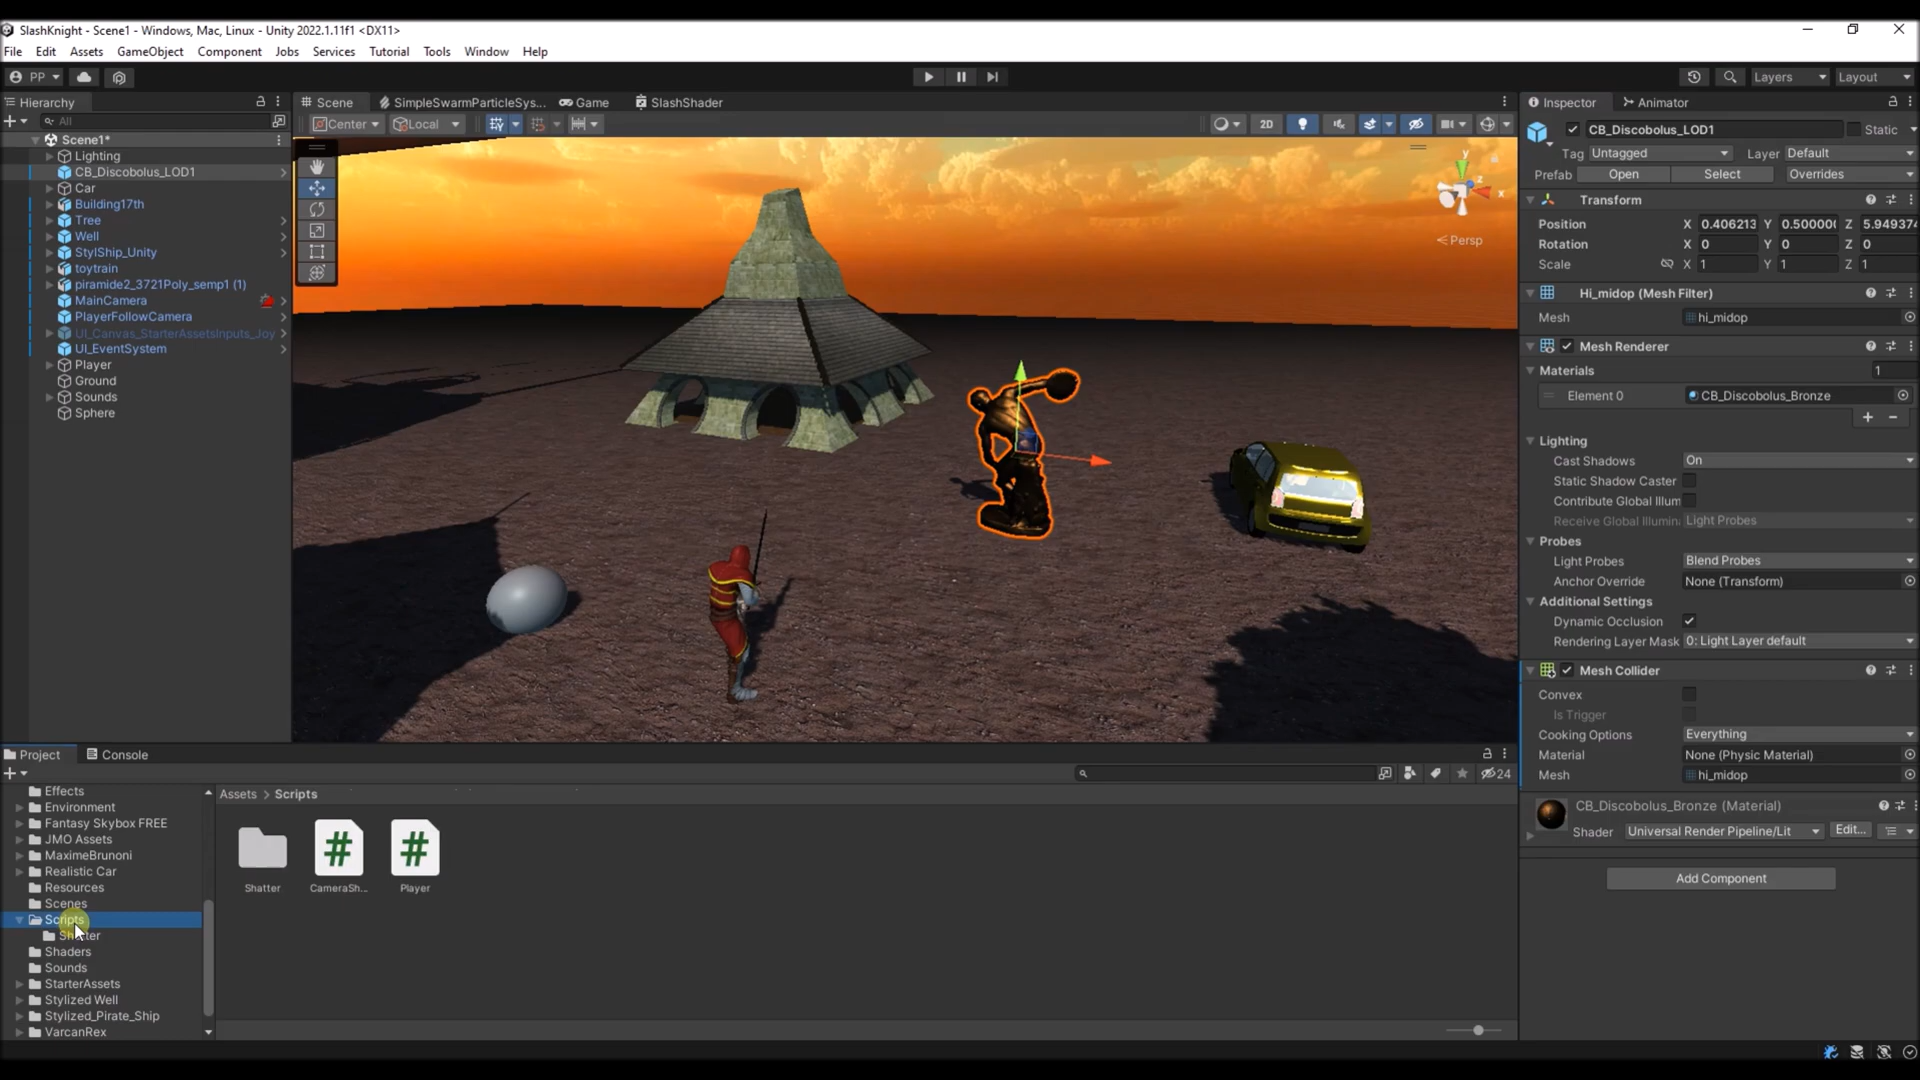 SlashKnight - Scene1 - Windows, Mac, Linux - Unity 2022.1.11f1 <DX11>
File Edit Assets GameObject Component Jobs Services Tutorial Tools Window Help
PP Layers Layout
Hierarchy
All
Scene1*
Lighting
CB_Discobolus_LOD1
Car
Building17th
Tree
Well
StylShip_Unity
toytrain
piramide2_3721Poly_semp1 (1)
MainCamera
PlayerFollowCamera
UI_Canvas_StarterAssetsInputs_Joy
UI_EventSystem
Player
Ground
Sounds
Sphere
Scene SimpleSwarmParticleSys... Game SlashShader
Center Local 2D
y
z
x
Persp
Inspector Animator
CB_Discobolus_LOD1 Static
Tag Untagged Layer Default
Prefab Open Select Overrides
Transform
Position X 0.406213 Y 0.500000 Z 5.949374
Rotation X 0 Y 0 Z 0
Scale X 1 Y 1 Z 1
Hi_midop (Mesh Filter)
Mesh hi_midop
Mesh Renderer
Materials 1
Element 0 CB_Discobolus_Bronze
Lighting
Cast Shadows On
Static Shadow Caster
Contribute Global Illum
Receive Global Illumin Light Probes
Probes
Light Probes Blend Probes
Anchor Override None (Transform)
Additional Settings
Dynamic Occlusion
Rendering Layer Mask 0: Light Layer default
Mesh Collider
Convex
Is Trigger
Cooking Options Everything
Material None (Physic Material)
Mesh hi_midop
CB_Discobolus_Bronze (Material)
Shader Universal Render Pipeline/Lit Edit...
Add Component
Project Console
24
Effects
Environment
Fantasy Skybox FREE
JMO Assets
MaximeBrunoni
Realistic Car
Resources
Scenes
Scripts
Shatter
Shaders
Sounds
StarterAssets
Stylized Well
Stylized_Pirate_Ship
VarcanRex
Assets > Scripts
Shatter CameraSh... Player